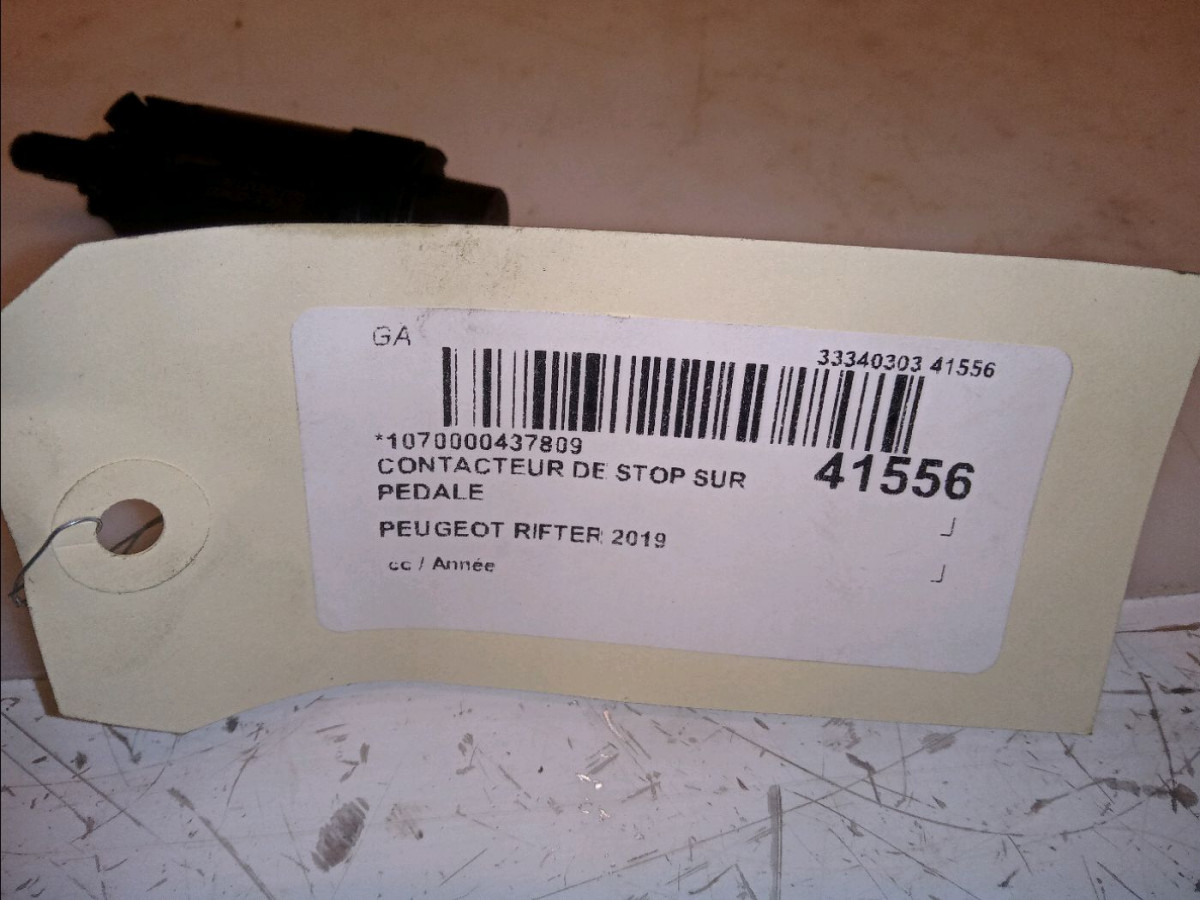 GA
33340303 41556
*1070000437809
CONTACTEUR DE STOP SUR
PEDALE
41556
PEUGEOT RIFTER 2019
cc / Année